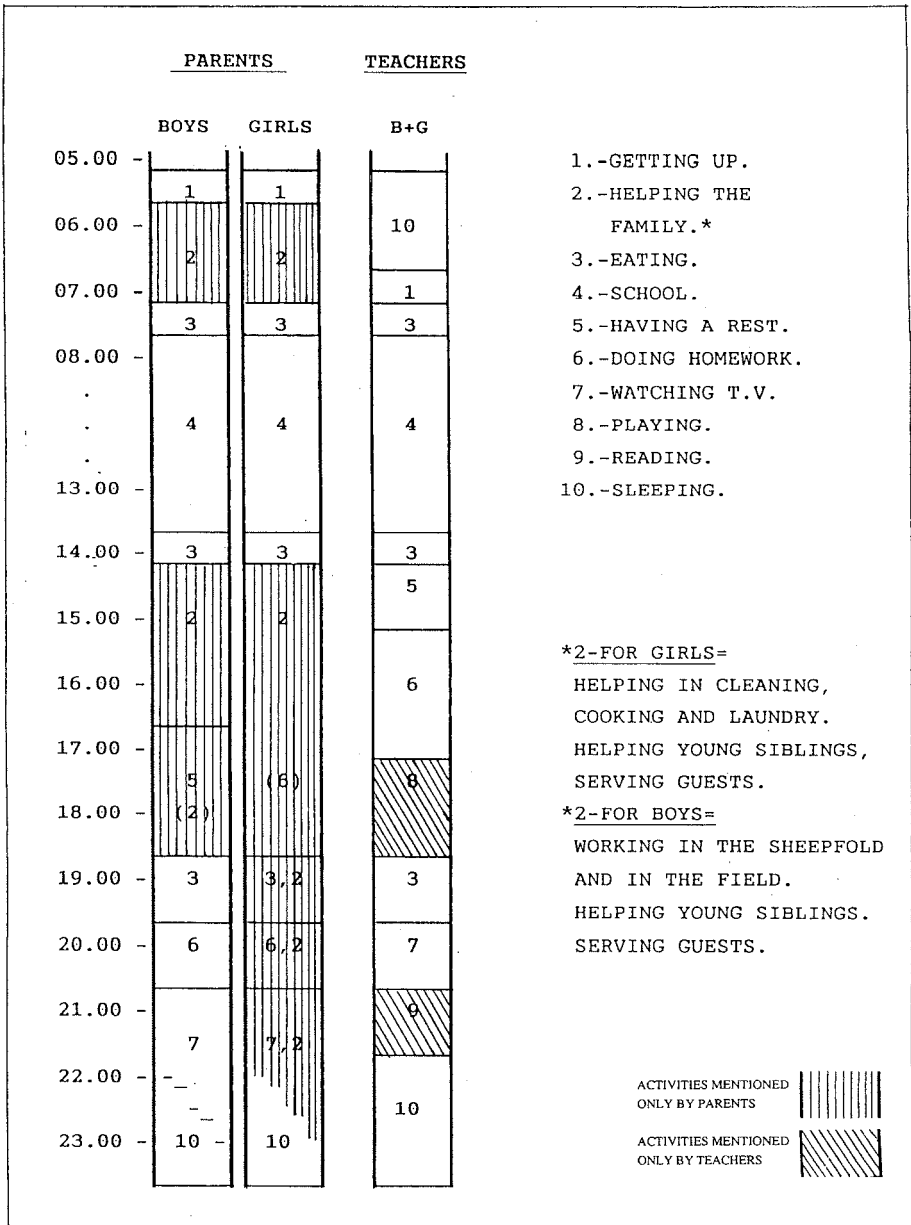 PARENTS TEACHERS
BOYS GIRLS B+G
05.00 -
1 1
06.00 - 10
2 2
07.00 - 1
3 3 3
08.00 -
.
. 4 4 4
.
13.00 -
14.00 - 3 3 3
5
15.00 - 2 2
16.00 - 6
17.00 -
5 (6) 8
18.00 - (2)
19.00 - 3 3,2 3
20.00 - 6 6,2 7
21.00 - 9
7 7,2
22.00 -
10
23.00 - 10 - 10
1.-GETTING UP.
2.-HELPING THE
FAMILY.*
3.-EATING.
4.-SCHOOL.
5.-HAVING A REST.
6.-DOING HOMEWORK.
7.-WATCHING T.V.
8.-PLAYING.
9.-READING.
10.-SLEEPING.
*2-FOR GIRLS=
HELPING IN CLEANING,
COOKING AND LAUNDRY.
HELPING YOUNG SIBLINGS,
SERVING GUESTS.
*2-FOR BOYS=
WORKING IN THE SHEEPFOLD
AND IN THE FIELD.
HELPING YOUNG SIBLINGS.
SERVING GUESTS.
ACTIVITIES MENTIONED
ONLY BY PARENTS
ACTIVITIES MENTIONED
ONLY BY TEACHERS